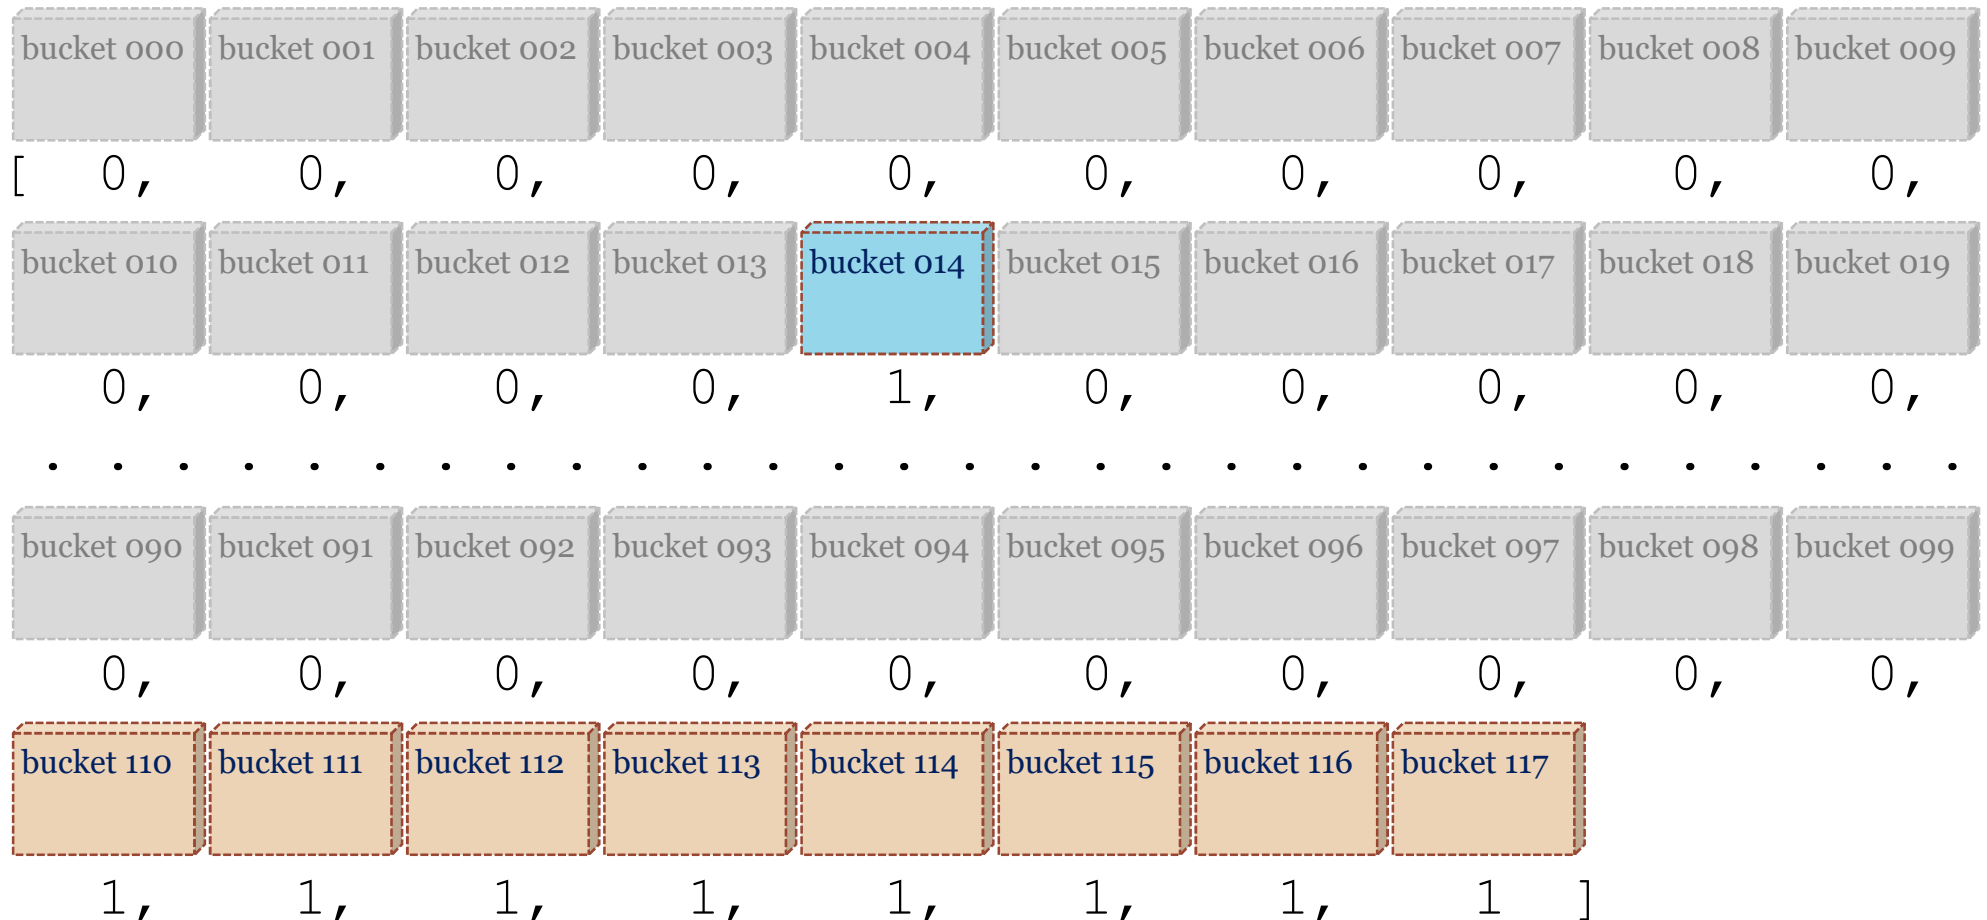 bucket 000 bucket 001 bucket 002 bucket 003 bucket 004 bucket 005 bucket 006 bucket 007 bucket 008 bucket 009
[ 0, 0, 0, 0, 0, 0, 0, 0, 0, 0,
bucket 010 bucket 011 bucket 012 bucket 013 bucket 014 bucket 015 bucket 016 bucket 017 bucket 018 bucket 019
0, 0, 0, 0, 1, 0, 0, 0, 0, 0,
. . . . . . . . . . . . . . . . . . . . . . . . . . . . . .
bucket 090 bucket 091 bucket 092 bucket 093 bucket 094 bucket 095 bucket 096 bucket 097 bucket 098 bucket 099
0, 0, 0, 0, 0, 0, 0, 0, 0, 0,
bucket 110 bucket 111 bucket 112 bucket 113 bucket 114 bucket 115 bucket 116 bucket 117
1, 1, 1, 1, 1, 1, 1, 1 ]